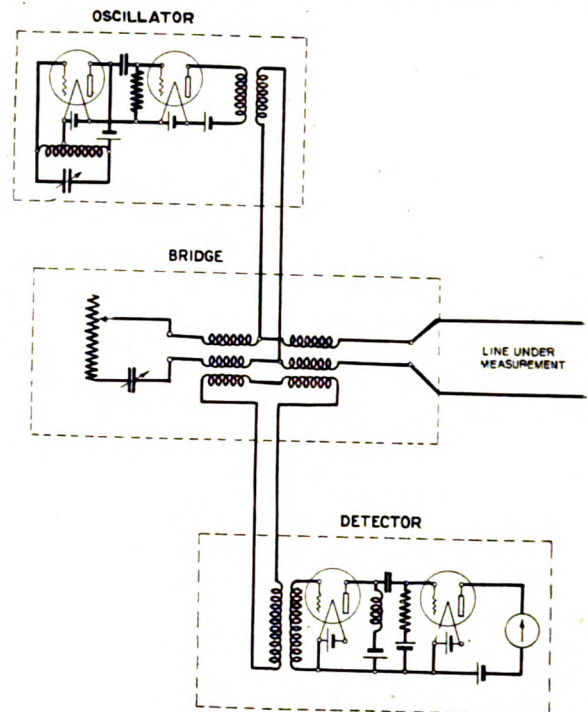 OSCILLATOR
BRIDGE
LINE UNDER
MEASUREMENT
DETECTOR